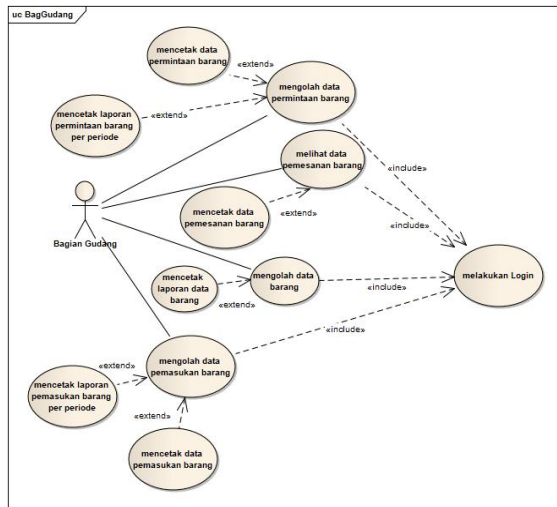 uc BagGudang
mencetak data
permintaan barang
«extend»
mengolah data
permintaan barang
mencetak laporan
permintaan barang
per periode
«extend»
melihat data
pemesanan barang
«include»
mencetak data
pemesanan barang
«extend»
«include»
Bagian Gudang
mencetak
laporan data
barang
«extend»
mengolah data
barang
«include»
melakukan Login
«include»
mengolah data
pemasukan barang
«extend»
mencetak laporan
pemasukan barang
per periode
«extend»
mencetak data
pemasukan barang